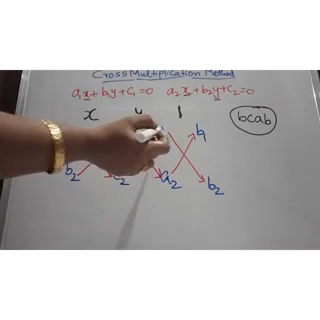 Cross Multiplication Method
a₁x + b₁y + c₁ = 0 a₂x + b₂y + c₂ = 0
x y 1
bcab
b₁
b₂ c₂ a₂ b₂